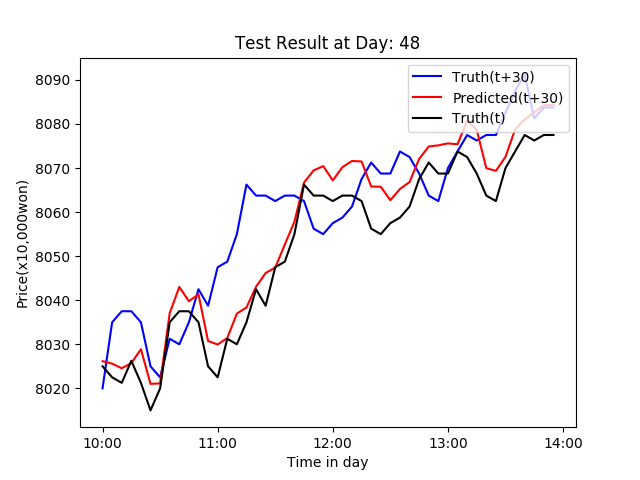 Test Result at Day: 48
Truth(t+30)
Predicted(t+30)
Truth(t)
Price(x10,000won)
8090
8080
8070
8060
8050
8040
8030
8020
10:00 11:00 12:00 13:00 14:00
Time in day